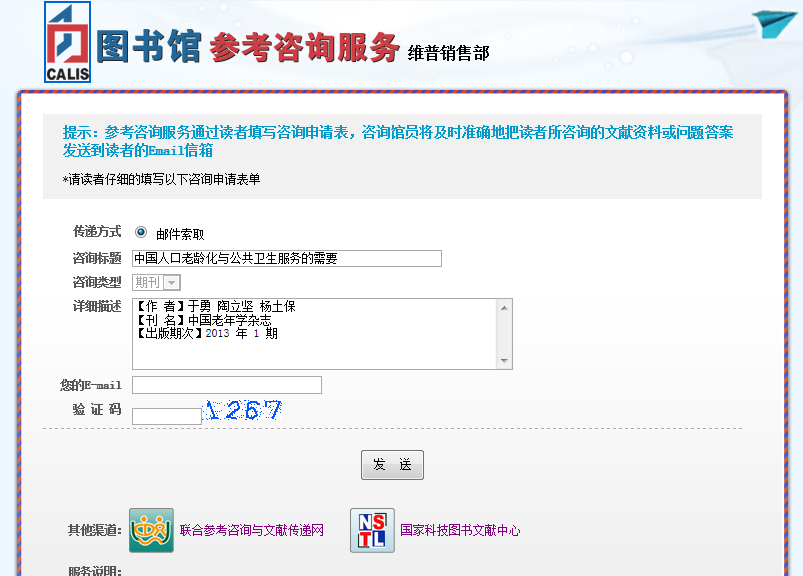 CALIS
图书馆 参考咨询服务 维普销售部
提示：参考咨询服务通过读者填写咨询申请表，咨询馆员将及时准确地把读者所咨询的文献资料或问题答案
发送到读者的Email信箱
*请读者仔细的填写以下咨询申请表单
传递方式 邮件索取
咨询标题 中国人口老龄化与公共卫生服务的需要
咨询类型 期刊
详细描述 【作 者】于勇 陶立坚 杨土保
【刊 名】中国老年学杂志
【出版期次】2013 年 1 期
您的E-mail
验 证 码 1267
发 送
其他渠道: 联合参考咨询与文献传递网 NSTL 国家科技图书文献中心
服务说明: